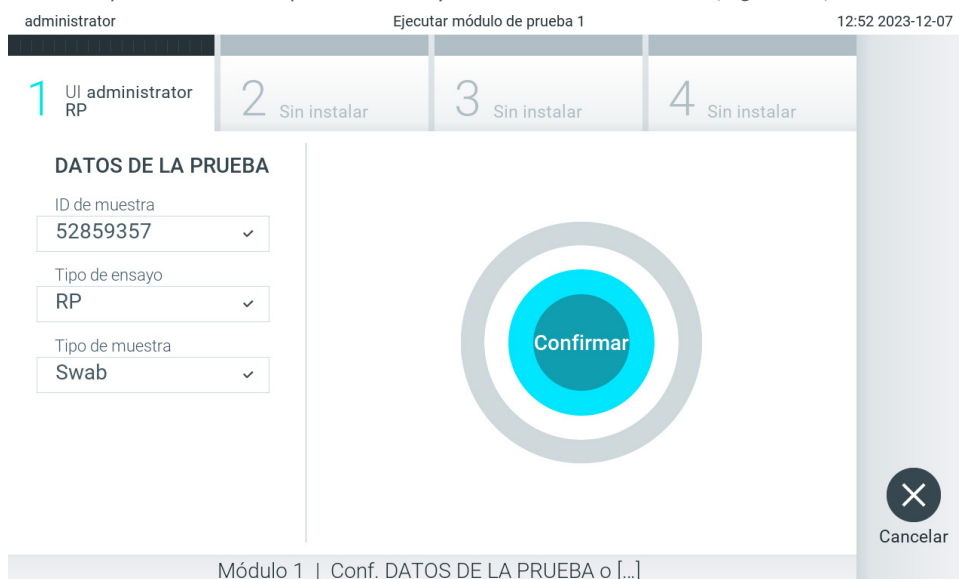 administrator Ejecutar módulo de prueba 1 12:52 2023-12-07
1 UI administrator
RP
2 Sin instalar
3 Sin instalar
4 Sin instalar
DATOS DE LA PRUEBA
ID de muestra
52859357
Tipo de ensayo
RP
Tipo de muestra
Swab
Confirmar
Cancelar
Módulo 1 | Conf. DATOS DE LA PRUEBA o [...]